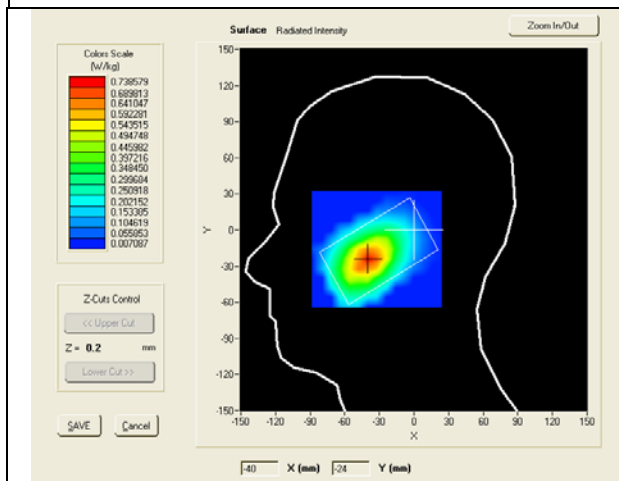 Surface Radiated Intensity
Zoom In/Out
Colors Scale
(W/kg)
0.738579
0.689813
0.641047
0.592281
0.543515
0.494748
0.445982
0.397216
0.348450
0.299684
0.250918
0.202152
0.153385
0.104619
0.055853
0.007087
150
120
90
60
30
0
-30
-60
-90
-120
-150
Y
-150 -120 -90 -60 -30 0 30 60 90 120 150
X
Z-Cuts Control
<< Upper Cut
Z = 0.2 mm
Lower Cut >>
SAVE Cancel
-40 X (mm) -24 Y (mm)